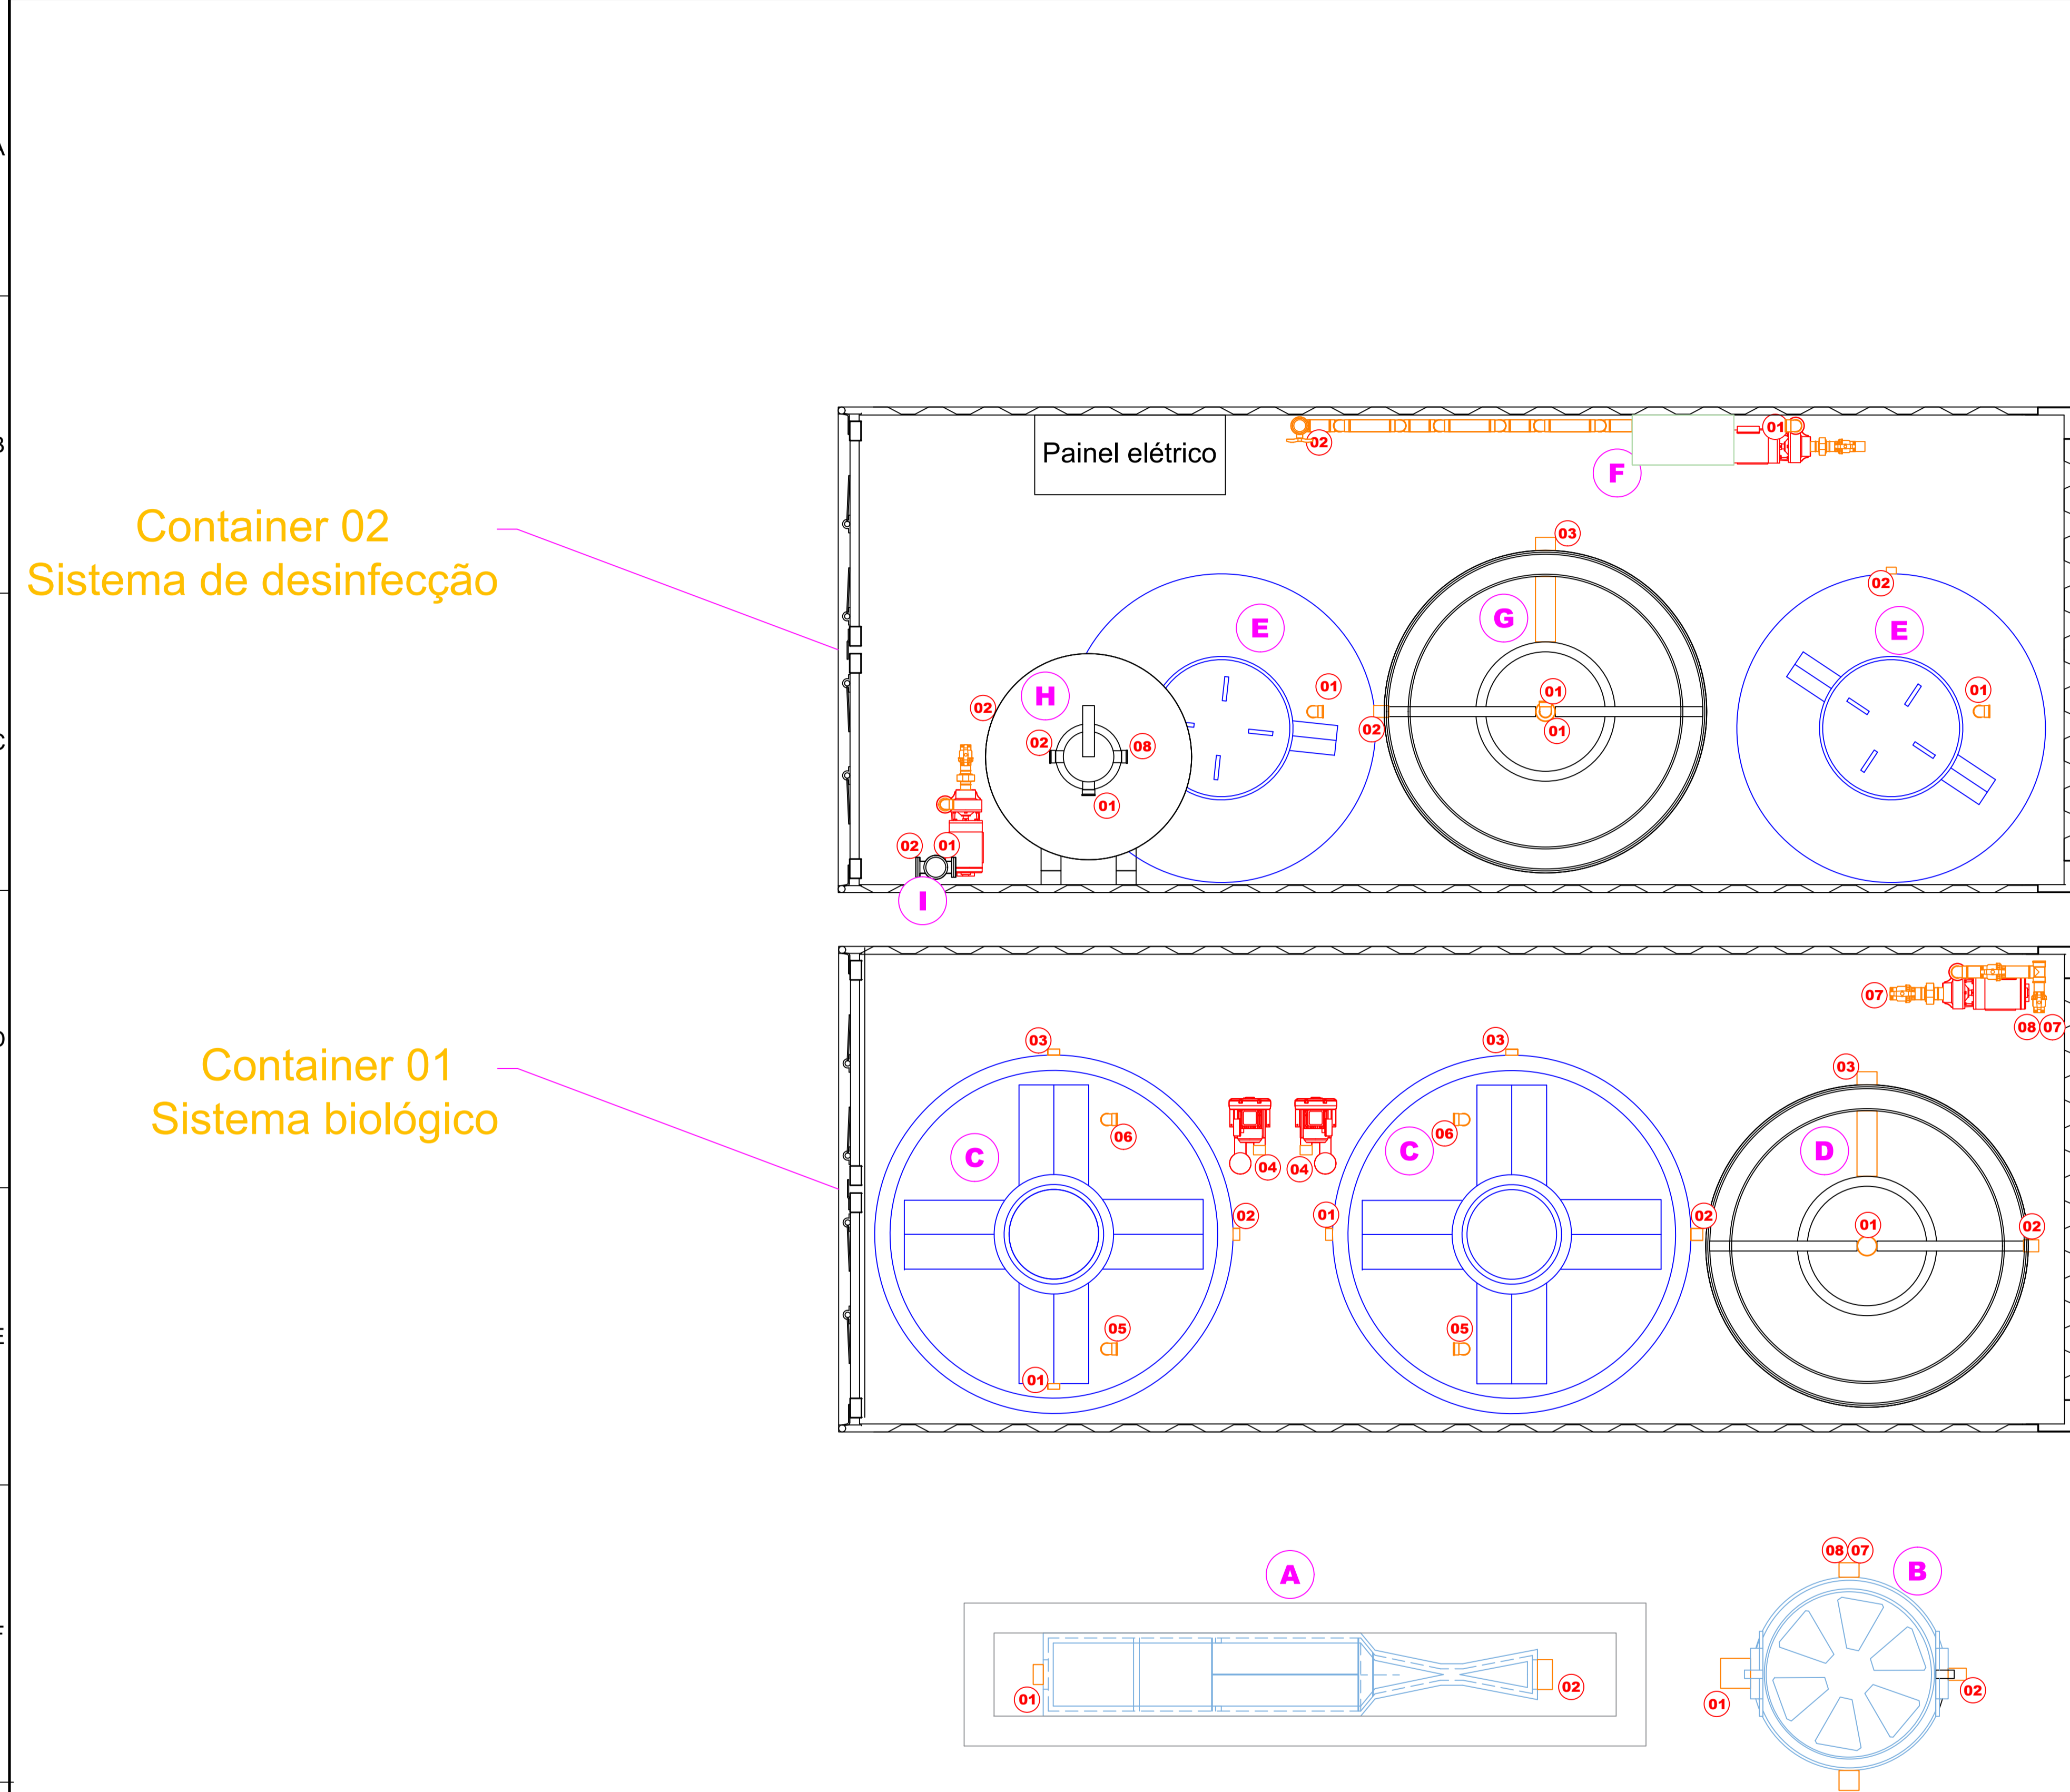 A
B
Painel elétrico
02
01
F
Container 02
Sistema de desinfecção
03
02
E
G
E
01
01
01
H
02
02
01
02
08
C
01
02
01
I
07
08
07
D
03
03
03
Container 01
Sistema biológico
06
06
C
C
D
04
04
02
01
02
01
02
05
05
E
01
08
07
A
B
F
01
02
01
02